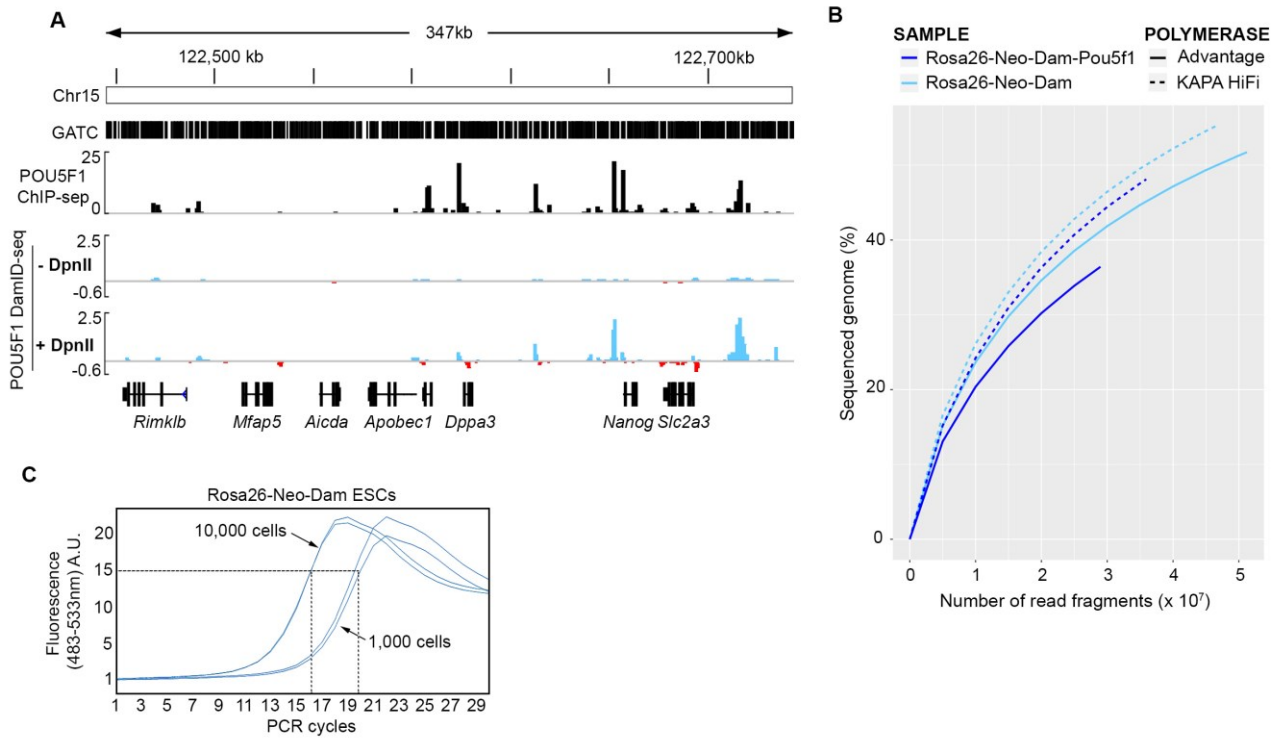 A
347kb
122,500 kb
122,700kb
Chr15
GATC
25
POU5F1
ChIP-sep
0
POU5F1 DamID-seq
2.5
- DpnII
-0.6
2.5
+ DpnII
-0.6
Rimklb Mfap5 Aicda Apobec1 Dppa3 Nanog Slc2a3
B
SAMPLE
Rosa26-Neo-Dam-Pou5f1
Rosa26-Neo-Dam
POLYMERASE
Advantage
KAPA HiFi
Sequenced genome (%)
40
20
0
0 1 2 3 4 5
Number of read fragments (x 10⁷)
C
Rosa26-Neo-Dam ESCs
Fluorescence
(483-533nm) A.U.
20
15
10
5
1
10,000 cells
1,000 cells
1 3 5 7 9 11 13 15 17 19 21 23 25 27 29
PCR cycles